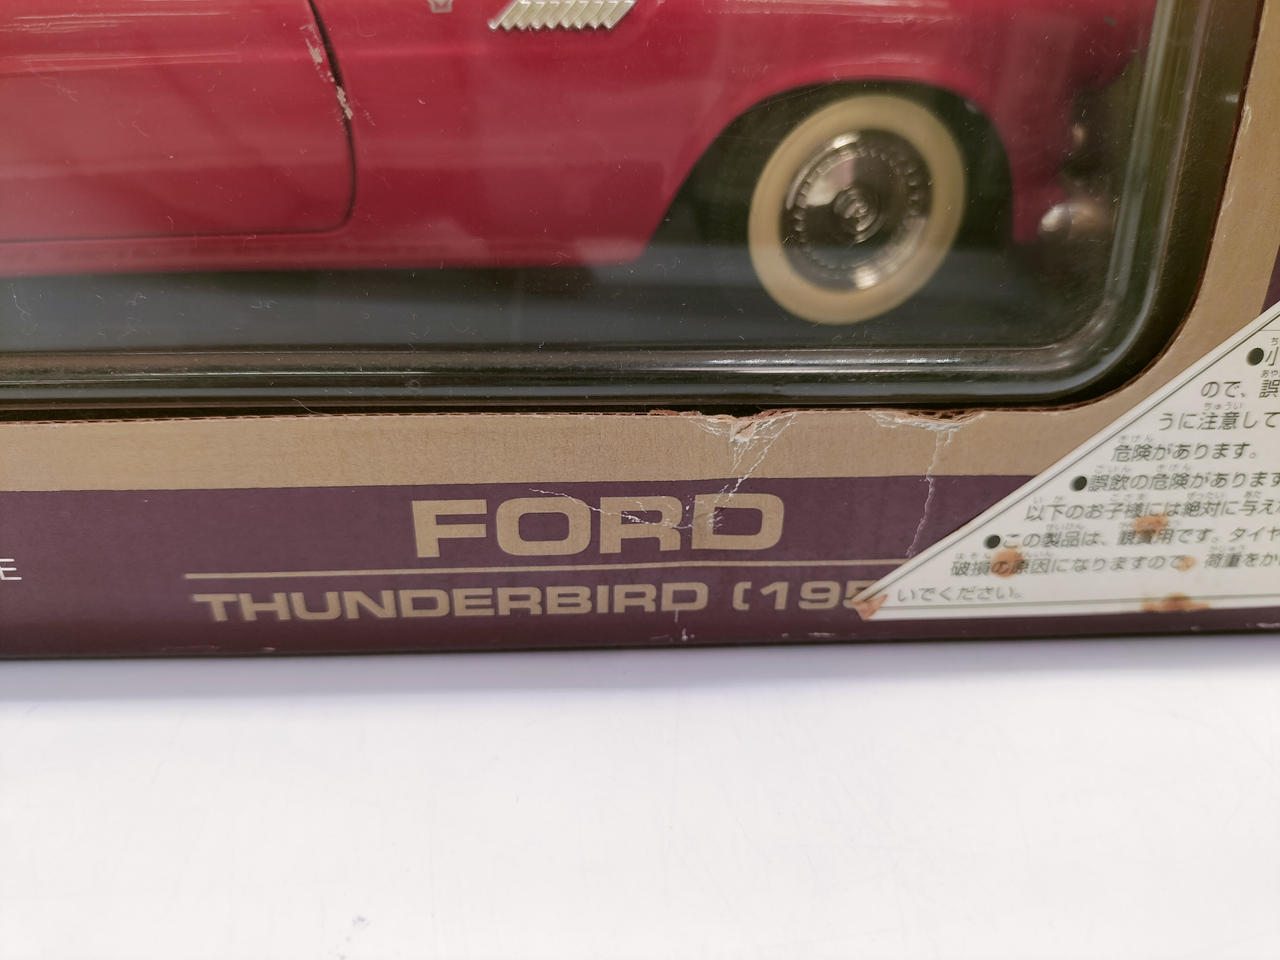 FORD
THUNDERBIRD (195
E
●小
ので、誤
うに注意して
危険があります。
●誤飲の危険があります
以下のお子様には絶対に与え
●この製品は、観賞用です。タイヤ
破損の原因になりますので、荷重をか
いでください。